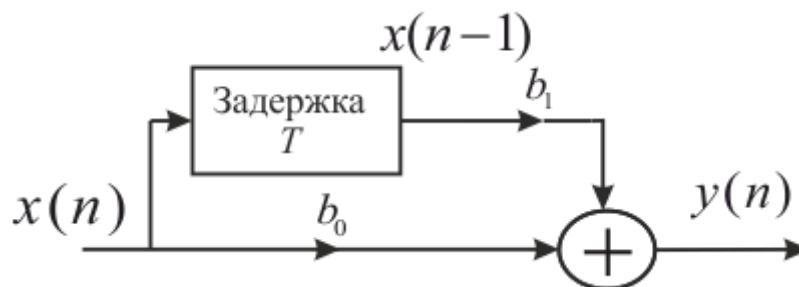 x(n−1)
b₁
Задержка
T
x(n)
b₀
y(n)
+